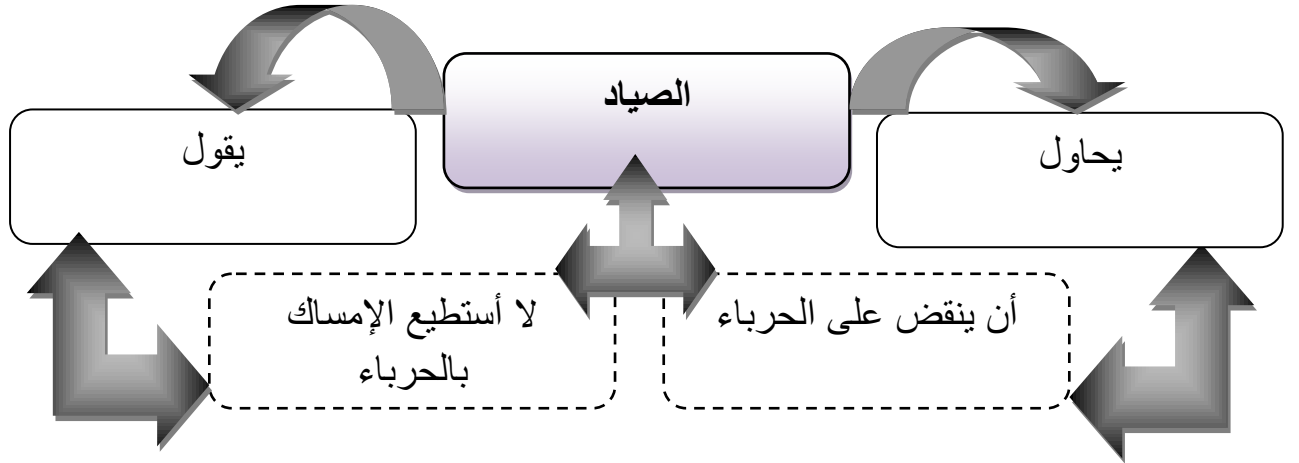 الصياد
يحاول
يقول
أن ينقض على الحرباء
لا أستطيع الإمساك
بالحرباء